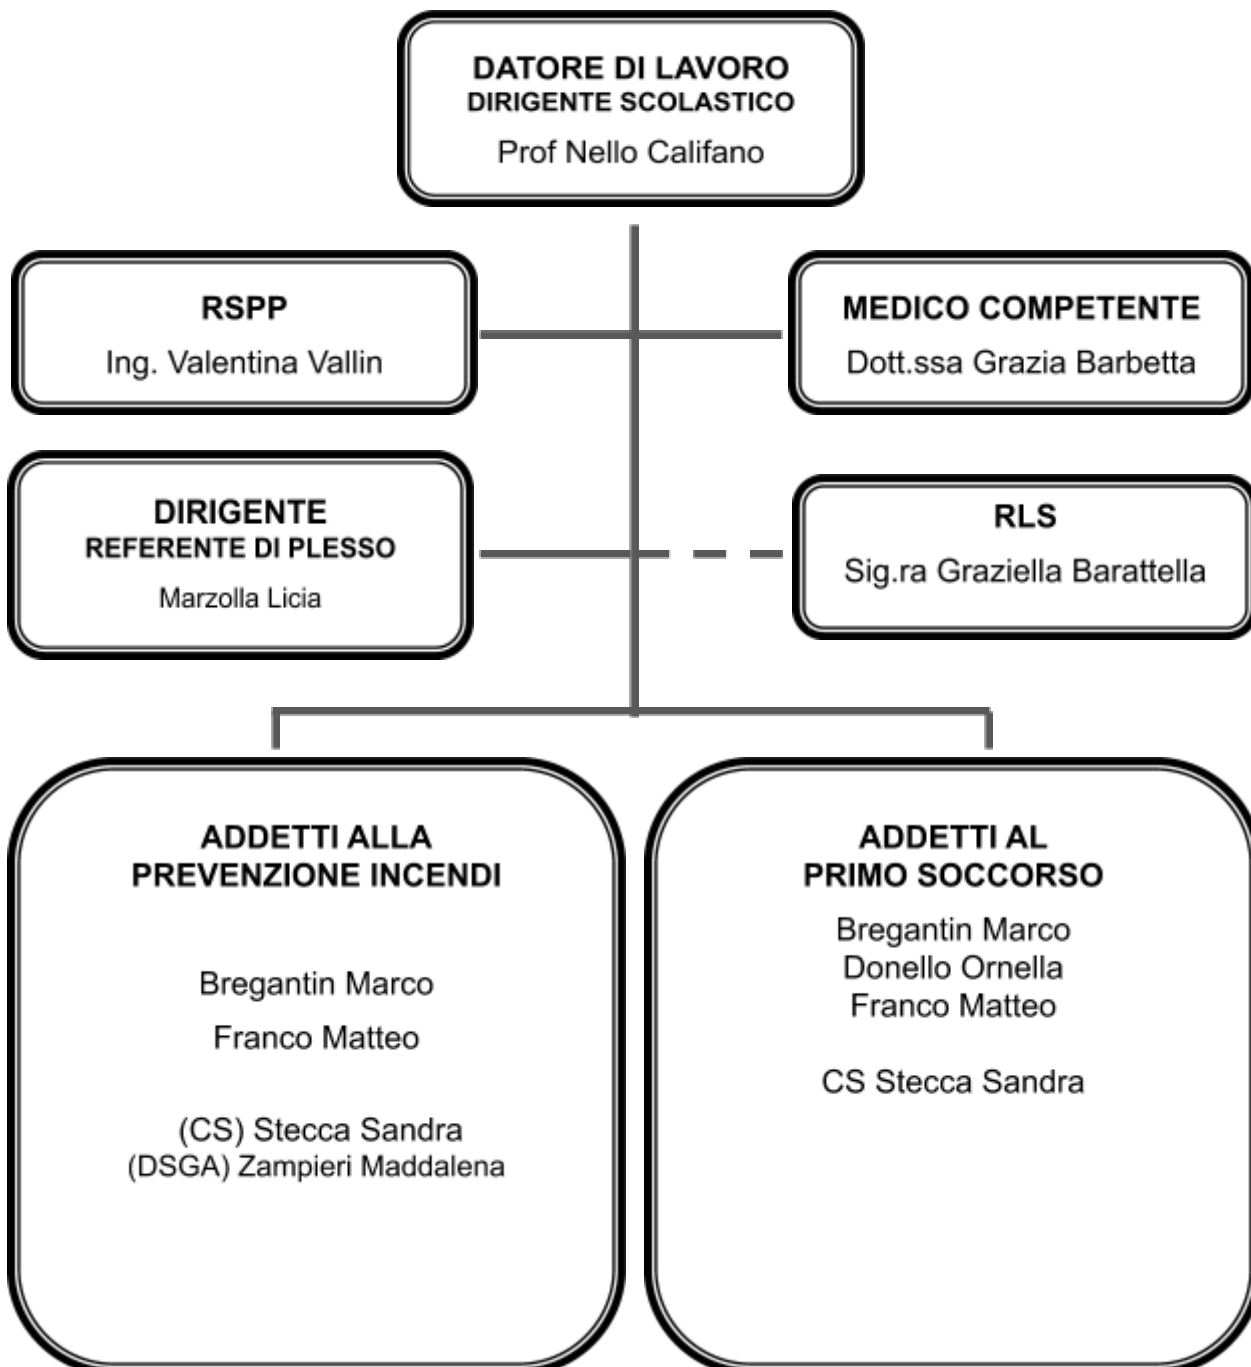 DATORE DI LAVORO
DIRIGENTE SCOLASTICO
Prof Nello Califano
RSPP
Ing. Valentina Vallin
MEDICO COMPETENTE
Dott.ssa Grazia Barbetta
DIRIGENTE
REFERENTE DI PLESSO
Marzolla Licia
RLS
Sig.ra Graziella Barattella
ADDETTI ALLA
PREVENZIONE INCENDI
Bregantin Marco
Franco Matteo
(CS) Stecca Sandra
(DSGA) Zampieri Maddalena
ADDETTI AL
PRIMO SOCCORSO
Bregantin Marco
Donello Ornella
Franco Matteo
CS Stecca Sandra